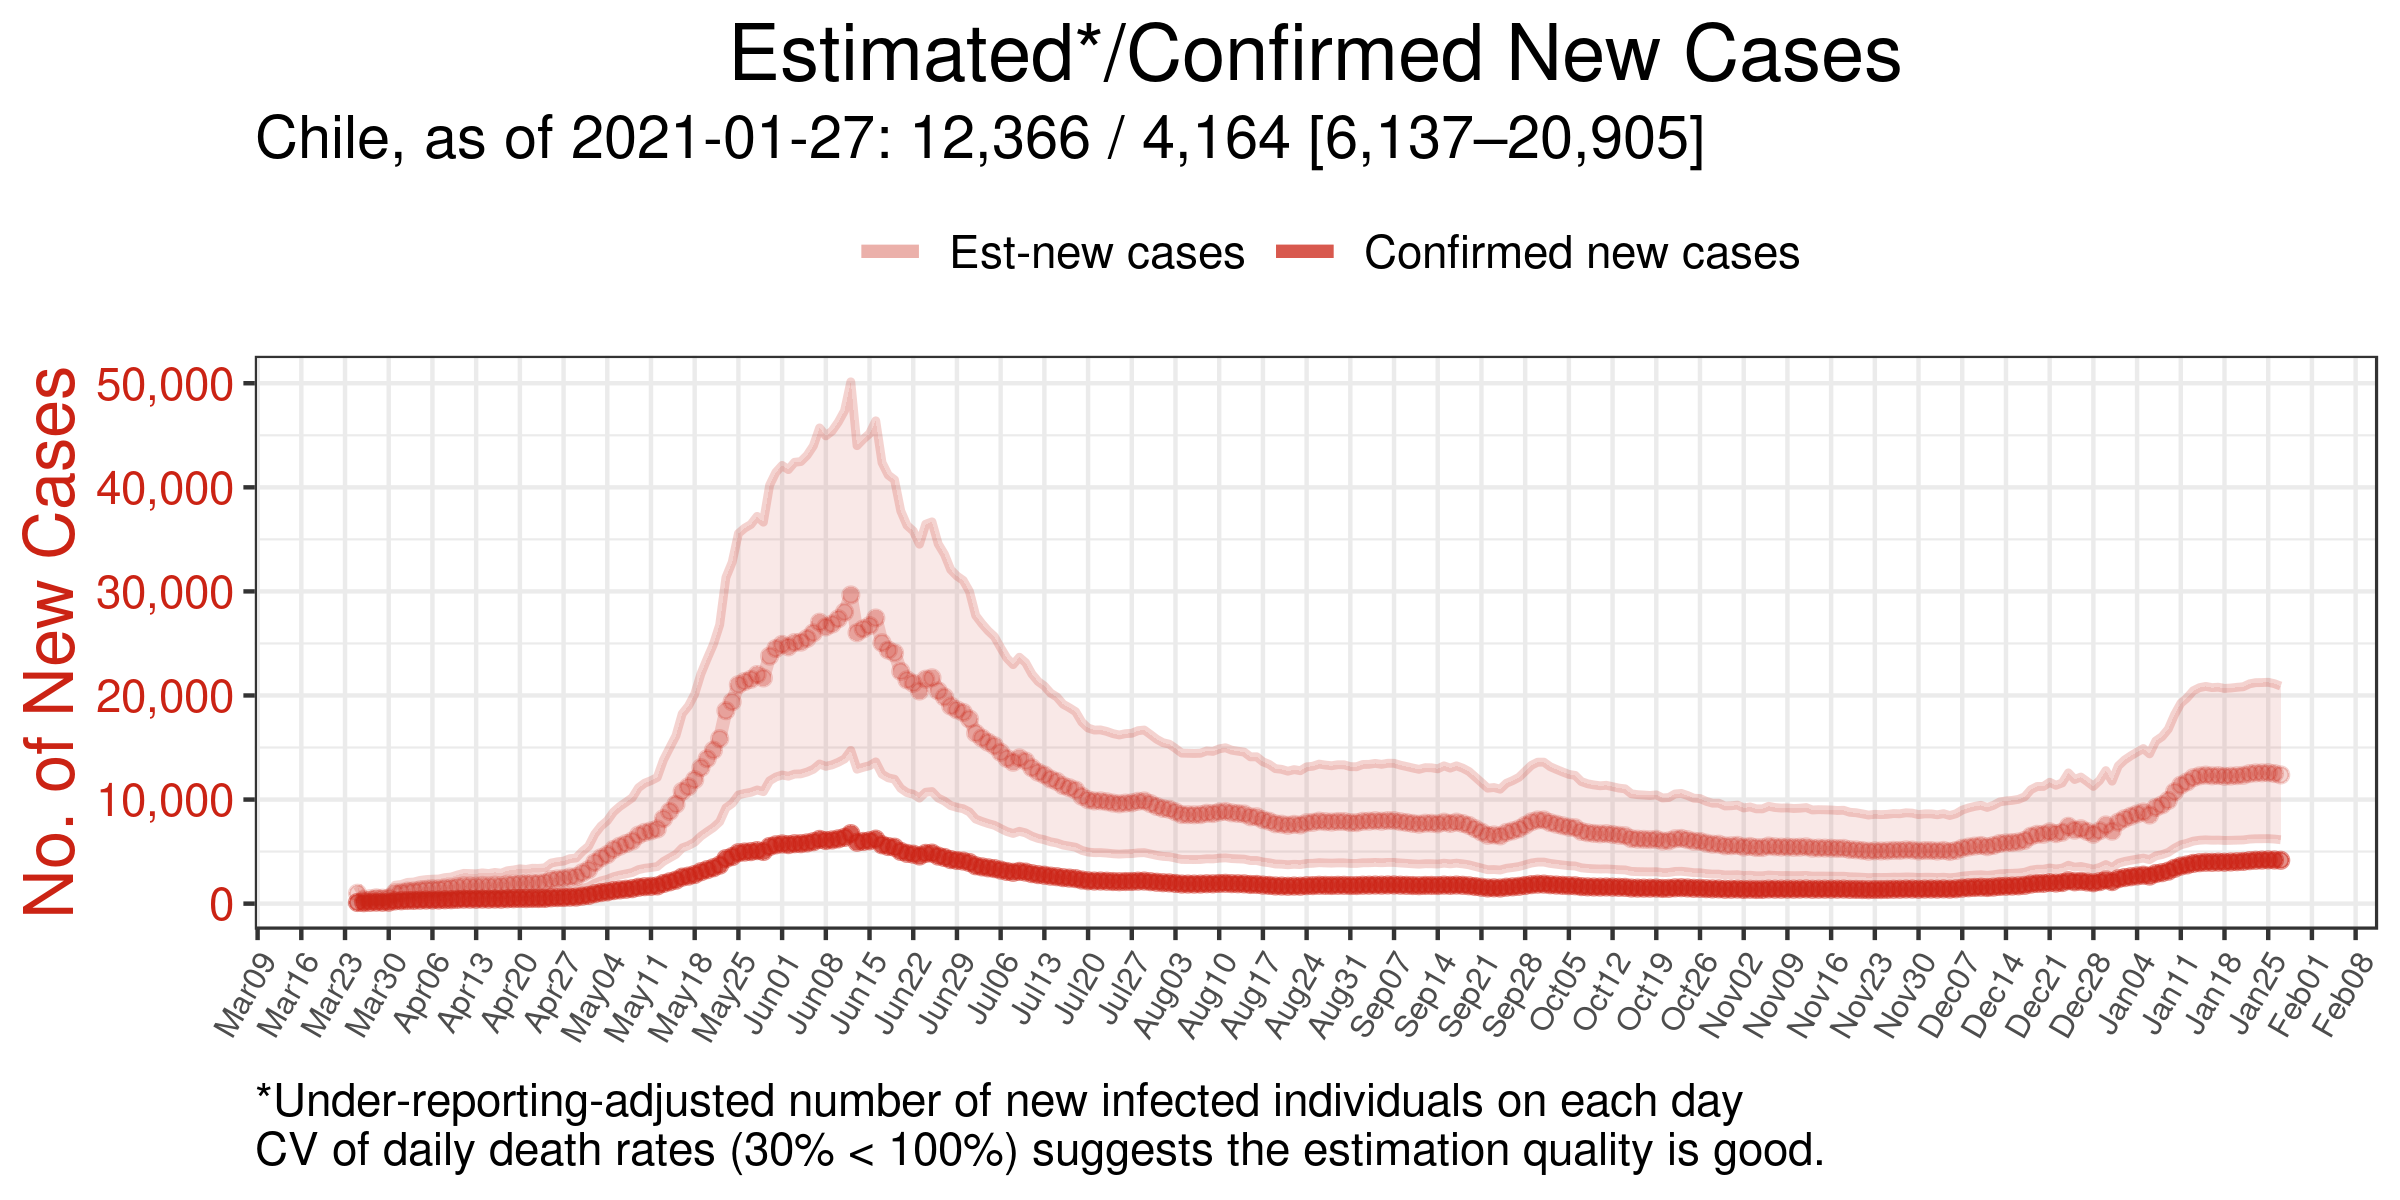 Estimated*/Confirmed New Cases
Chile, as of 2021-01-27: 12,366 / 4,164 [6,137–20,905]
Est-new cases Confirmed new cases
No. of New Cases
50,000
40,000
30,000
20,000
10,000
0
Mar09 Mar16 Mar23 Mar30 Apr06 Apr13 Apr20 Apr27 May04 May11 May18 May25 Jun01 Jun08 Jun15 Jun22 Jun29 Jul06 Jul13 Jul20 Jul27 Aug03 Aug10 Aug17 Aug24 Aug31 Sep07 Sep14 Sep21 Sep28 Oct05 Oct12 Oct19 Oct26 Nov02 Nov09 Nov16 Nov23 Nov30 Dec07 Dec14 Dec21 Dec28 Jan04 Jan11 Jan18 Jan25 Feb01 Feb08
*Under-reporting-adjusted number of new infected individuals on each day
CV of daily death rates (30% < 100%) suggests the estimation quality is good.